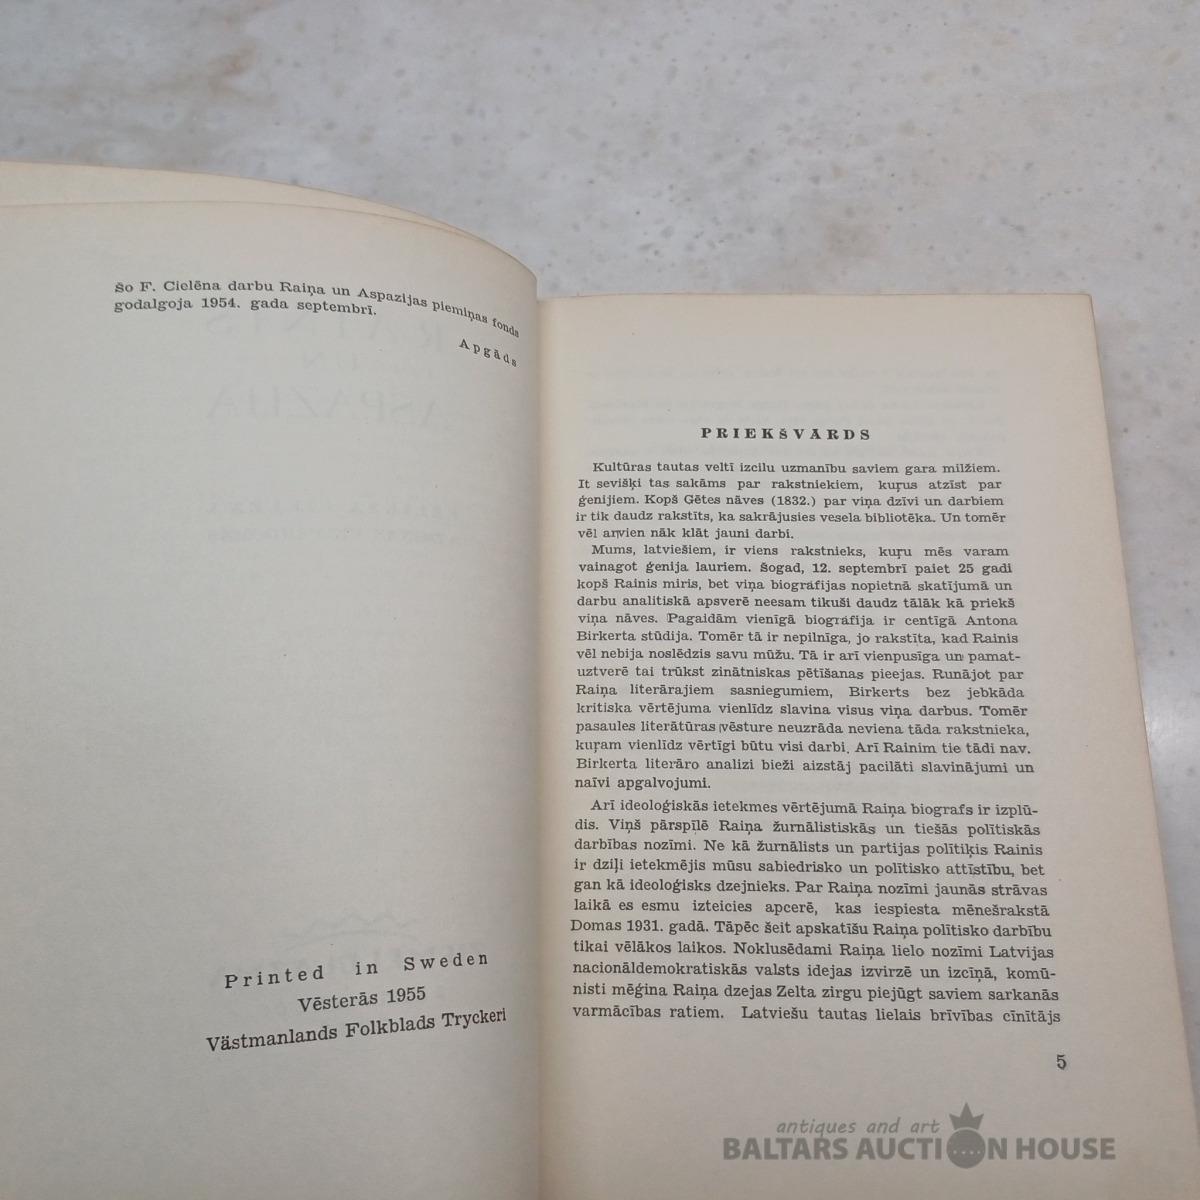 šo F. Cielēna darbu Raiņa un Aspazijas piemiņas fonds
godalgoja 1954. gada septembrī.
Apgāds
Printed in Sweden
Vēsterās 1955
Västmanlands Folkblads Tryckeri
PRIEKŠVĀRDS
Kultūras tautas veltī izcilu uzmanību saviem gara milžiem.
It sevišķi tas sakāms par rakstniekiem, kuŗus atzīst par
ģenijiem. Kopš Gētes nāves (1832.) par viņa dzīvi un darbiem
ir tik daudz rakstīts, ka sakrājusies vesela bibliotēka. Un tomēr
vēl arvien nāk klāt jauni darbi.
Mums, latviešiem, ir viens rakstnieks, kuŗu mēs varam
vainagot ģenija lauriem. Šogad, 12. septembrī paiet 25 gadi
kopš Rainis miris, bet viņa biografijas nopietnā skatījumā un
darbu analitiskā apsverē neesam tikuši daudz tālāk kā priekš
viņa nāves. Pagaidām vienīgā biografija ir centīgā Antona
Birkerta stūdija. Tomēr tā ir nepilnīga, jo rakstīta, kad Rainis
vēl nebija noslēdzis savu mūžu. Tā ir arī vienpusīga un pamat-
uztverē tai trūkst zinātniskas pētīšanas pieejas. Runājot par
Raiņa literārajiem sasniegumiem, Birkerts bez jebkāda
kritiska vērtējuma vienlīdz slavina visus viņa darbus. Tomēr
pasaules literātūras vēsture neuzrāda neviena tāda rakstnieka,
kuŗam vienlīdz vērtīgi būtu visi darbi. Arī Rainim tie tādi nav.
Birkerta literāro analizi bieži aizstāj pacilāti slavinājumi un
naīvi apgalvojumi.
Arī ideoloģiskās ietekmes vērtējumā Raiņa biografs ir izplū-
dis. Viņš pārspīlē Raiņa žurnālistiskās un tiešās polītiskās
darbības nozīmi. Ne kā žurnālists un partijas polītiķis Rainis
ir dziļi ietekmējis mūsu sabiedrisko un polītisko attīstību, bet
gan kā ideoloģisks dzejnieks. Par Raiņa nozīmi jaunās strāvas
laikā es esmu izteicies apcerē, kas iespiesta mēnešrakstā
Domas 1931. gadā. Tāpēc šeit apskatīšu Raiņa polītisko darbību
tikai vēlākos laikos. Noklusēdami Raiņa lielo nozīmi Latvijas
nacionāldemokratiskās valsts idejas izvirzē un izcīņā, komū-
nisti mēģina Raiņa dzejas Zelta zirgu piejūgt saviem sarkanās
varmācības ratiem. Latviešu tautas lielais brīvības cīnītājs
5
antiques and art
BALTARS AUCTION HOUSE